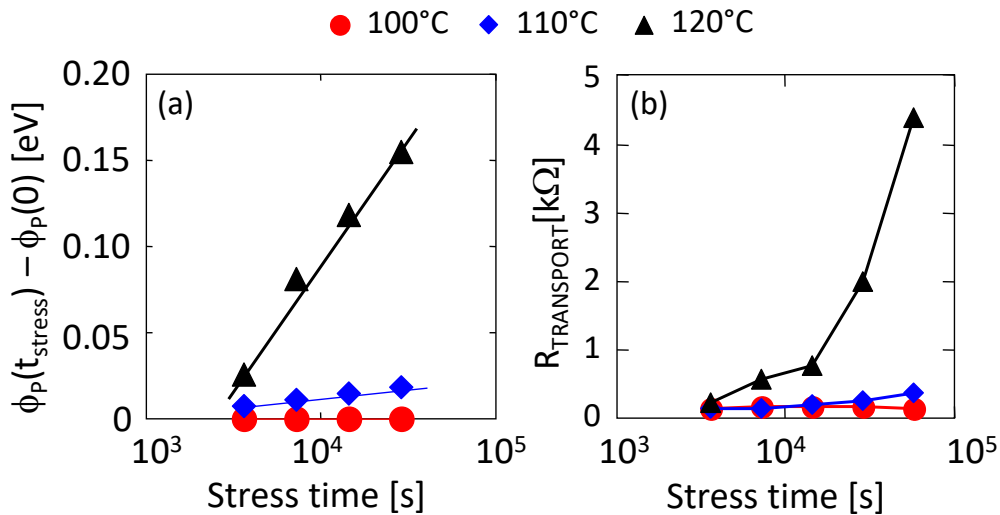 100°C 110°C 120°C
(a)
ϕP(tstress) – ϕP(0) [eV]
0.20
0.15
0.10
0.05
0
10³ 10⁴ 10⁵
Stress time [s]
(b)
RTRANSPORT[kΩ]
5
4
3
2
1
0
10³ 10⁴ 10⁵
Stress time [s]